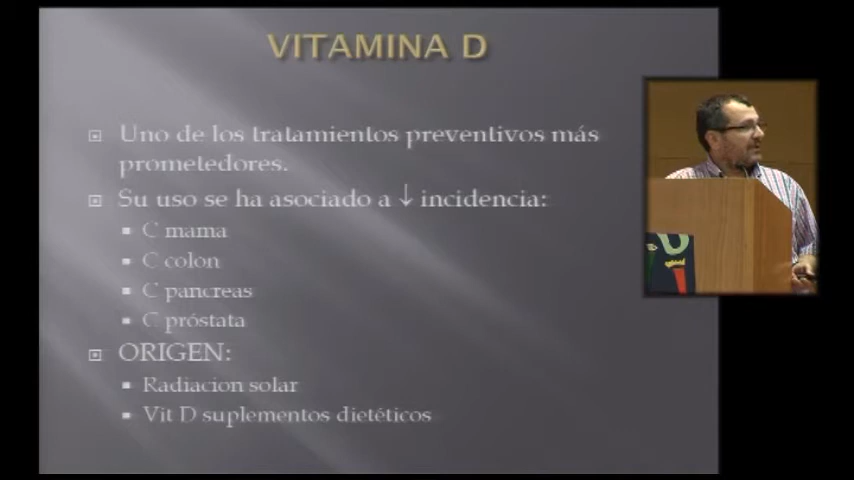 VITAMINA D
Uno de los tratamientos preventivos más
prometedores.
Su uso se ha asociado a ↓ incidencia:
C mama
C colon
C pancreas
C próstata
ORIGEN:
Radiacion solar
Vit D suplementos dietéticos